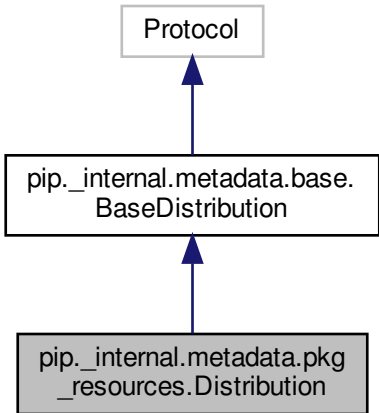 Protocol
pip._internal.metadata.base.
BaseDistribution
pip._internal.metadata.pkg
_resources.Distribution